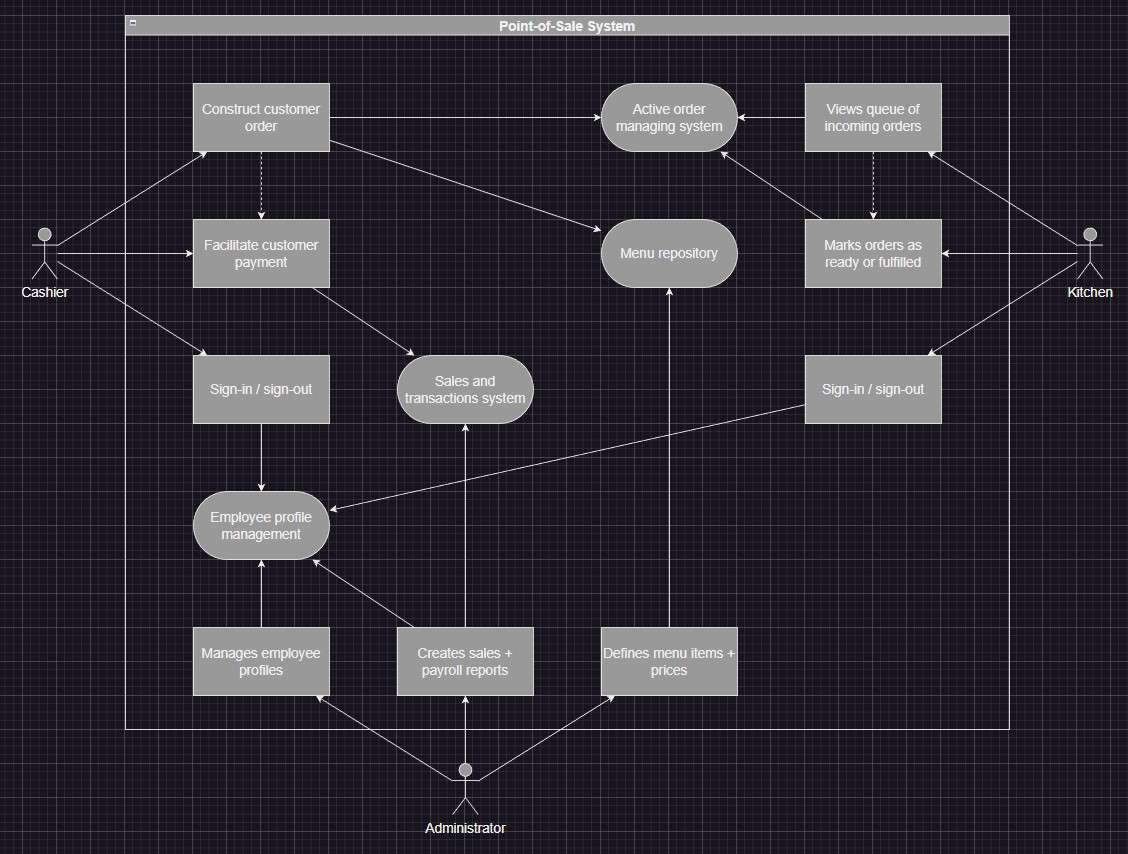 Point-of-Sale System
Construct customer
order
Active order
managing system
Views queue of
incoming orders
Facilitate customer
payment
Menu repository
Marks orders as
ready or fulfilled
Cashier
Kitchen
Sign-in / sign-out
Sales and
transactions system
Sign-in / sign-out
Employee profile
management
Manages employee
profiles
Creates sales +
payroll reports
Defines menu items +
prices
Administrator